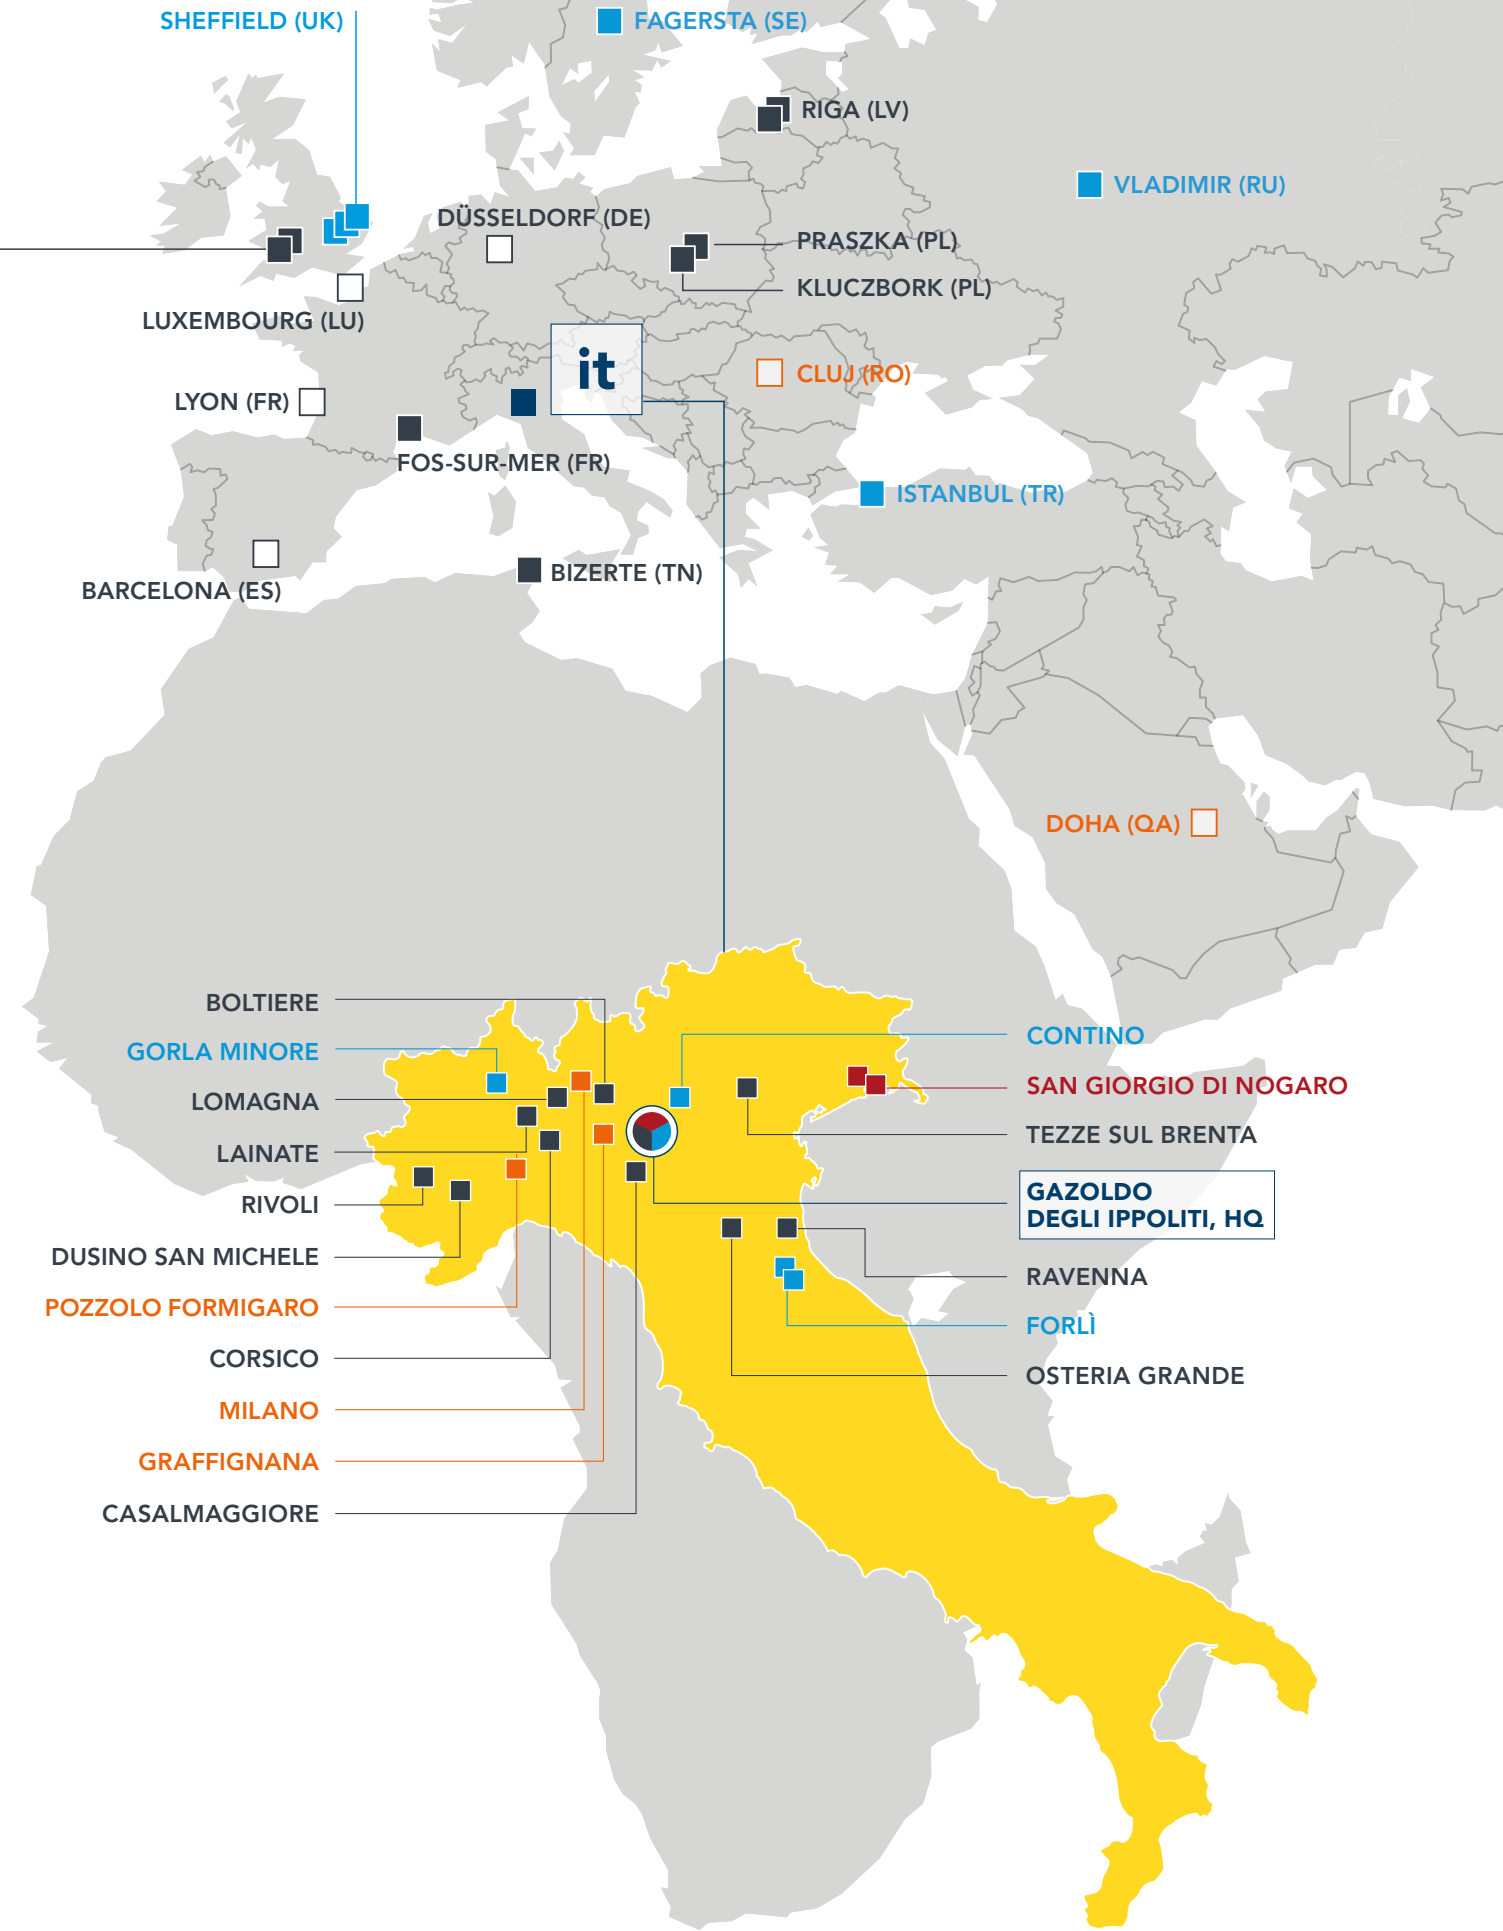 SHEFFIELD (UK)
FAGERSTA (SE)
RIGA (LV)
VLADIMIR (RU)
DÜSSELDORF (DE)
PRASZKA (PL)
KLUCZBORK (PL)
LUXEMBOURG (LU)
it
CLUJ (RO)
LYON (FR)
FOS-SUR-MER (FR)
ISTANBUL (TR)
BIZERTE (TN)
BARCELONA (ES)
DOHA (QA)
BOLTIERE
GORLA MINORE
LOMAGNA
LAINATE
RIVOLI
DUSINO SAN MICHELE
POZZOLO FORMIGARO
CORSICO
MILANO
GRAFFIGNANA
CASALMAGGIORE
CONTINO
SAN GIORGIO DI NOGARO
TEZZE SUL BRENTA
GAZOLDO
DEGLI IPPOLITI, HQ
RAVENNA
FORLÌ
OSTERIA GRANDE